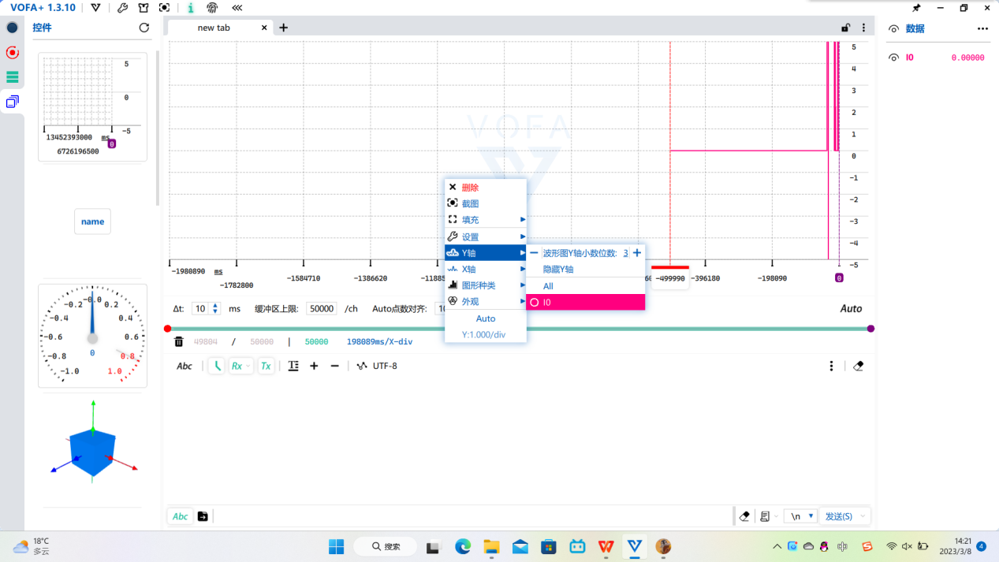 VOFA+ 1.3.10
控件
new tab
数据
I0 0.00000
5
0
-5
13452393000 ms
0
6726196500
name
-0.0
-0.2 0.2
-0.4 0.4
-0.6 0.6
-0.8 0.8
-1.0 1.0
0
VOFA
5
4
3
2
1
0
-1
-2
-3
-4
-5
-1980890 ms
-1782800
-1584710
-1386620
-499990
-396180
-198090
0
删除
截图
填充
设置
Y轴
X轴
图形种类
外观
Auto
Y:1.000/div
波形图Y轴小数位数: 3
隐藏Y轴
All
I0
Δt: 10 ms 缓冲区上限: 50000 /ch Auto点数对齐:
Auto
49804 / 50000 | 50000 198089ms/X-div
Abc Rx Tx UTF-8
Abc
\n 发送(S)
18°C
多云
搜索
中
14:21
2023/3/8
4